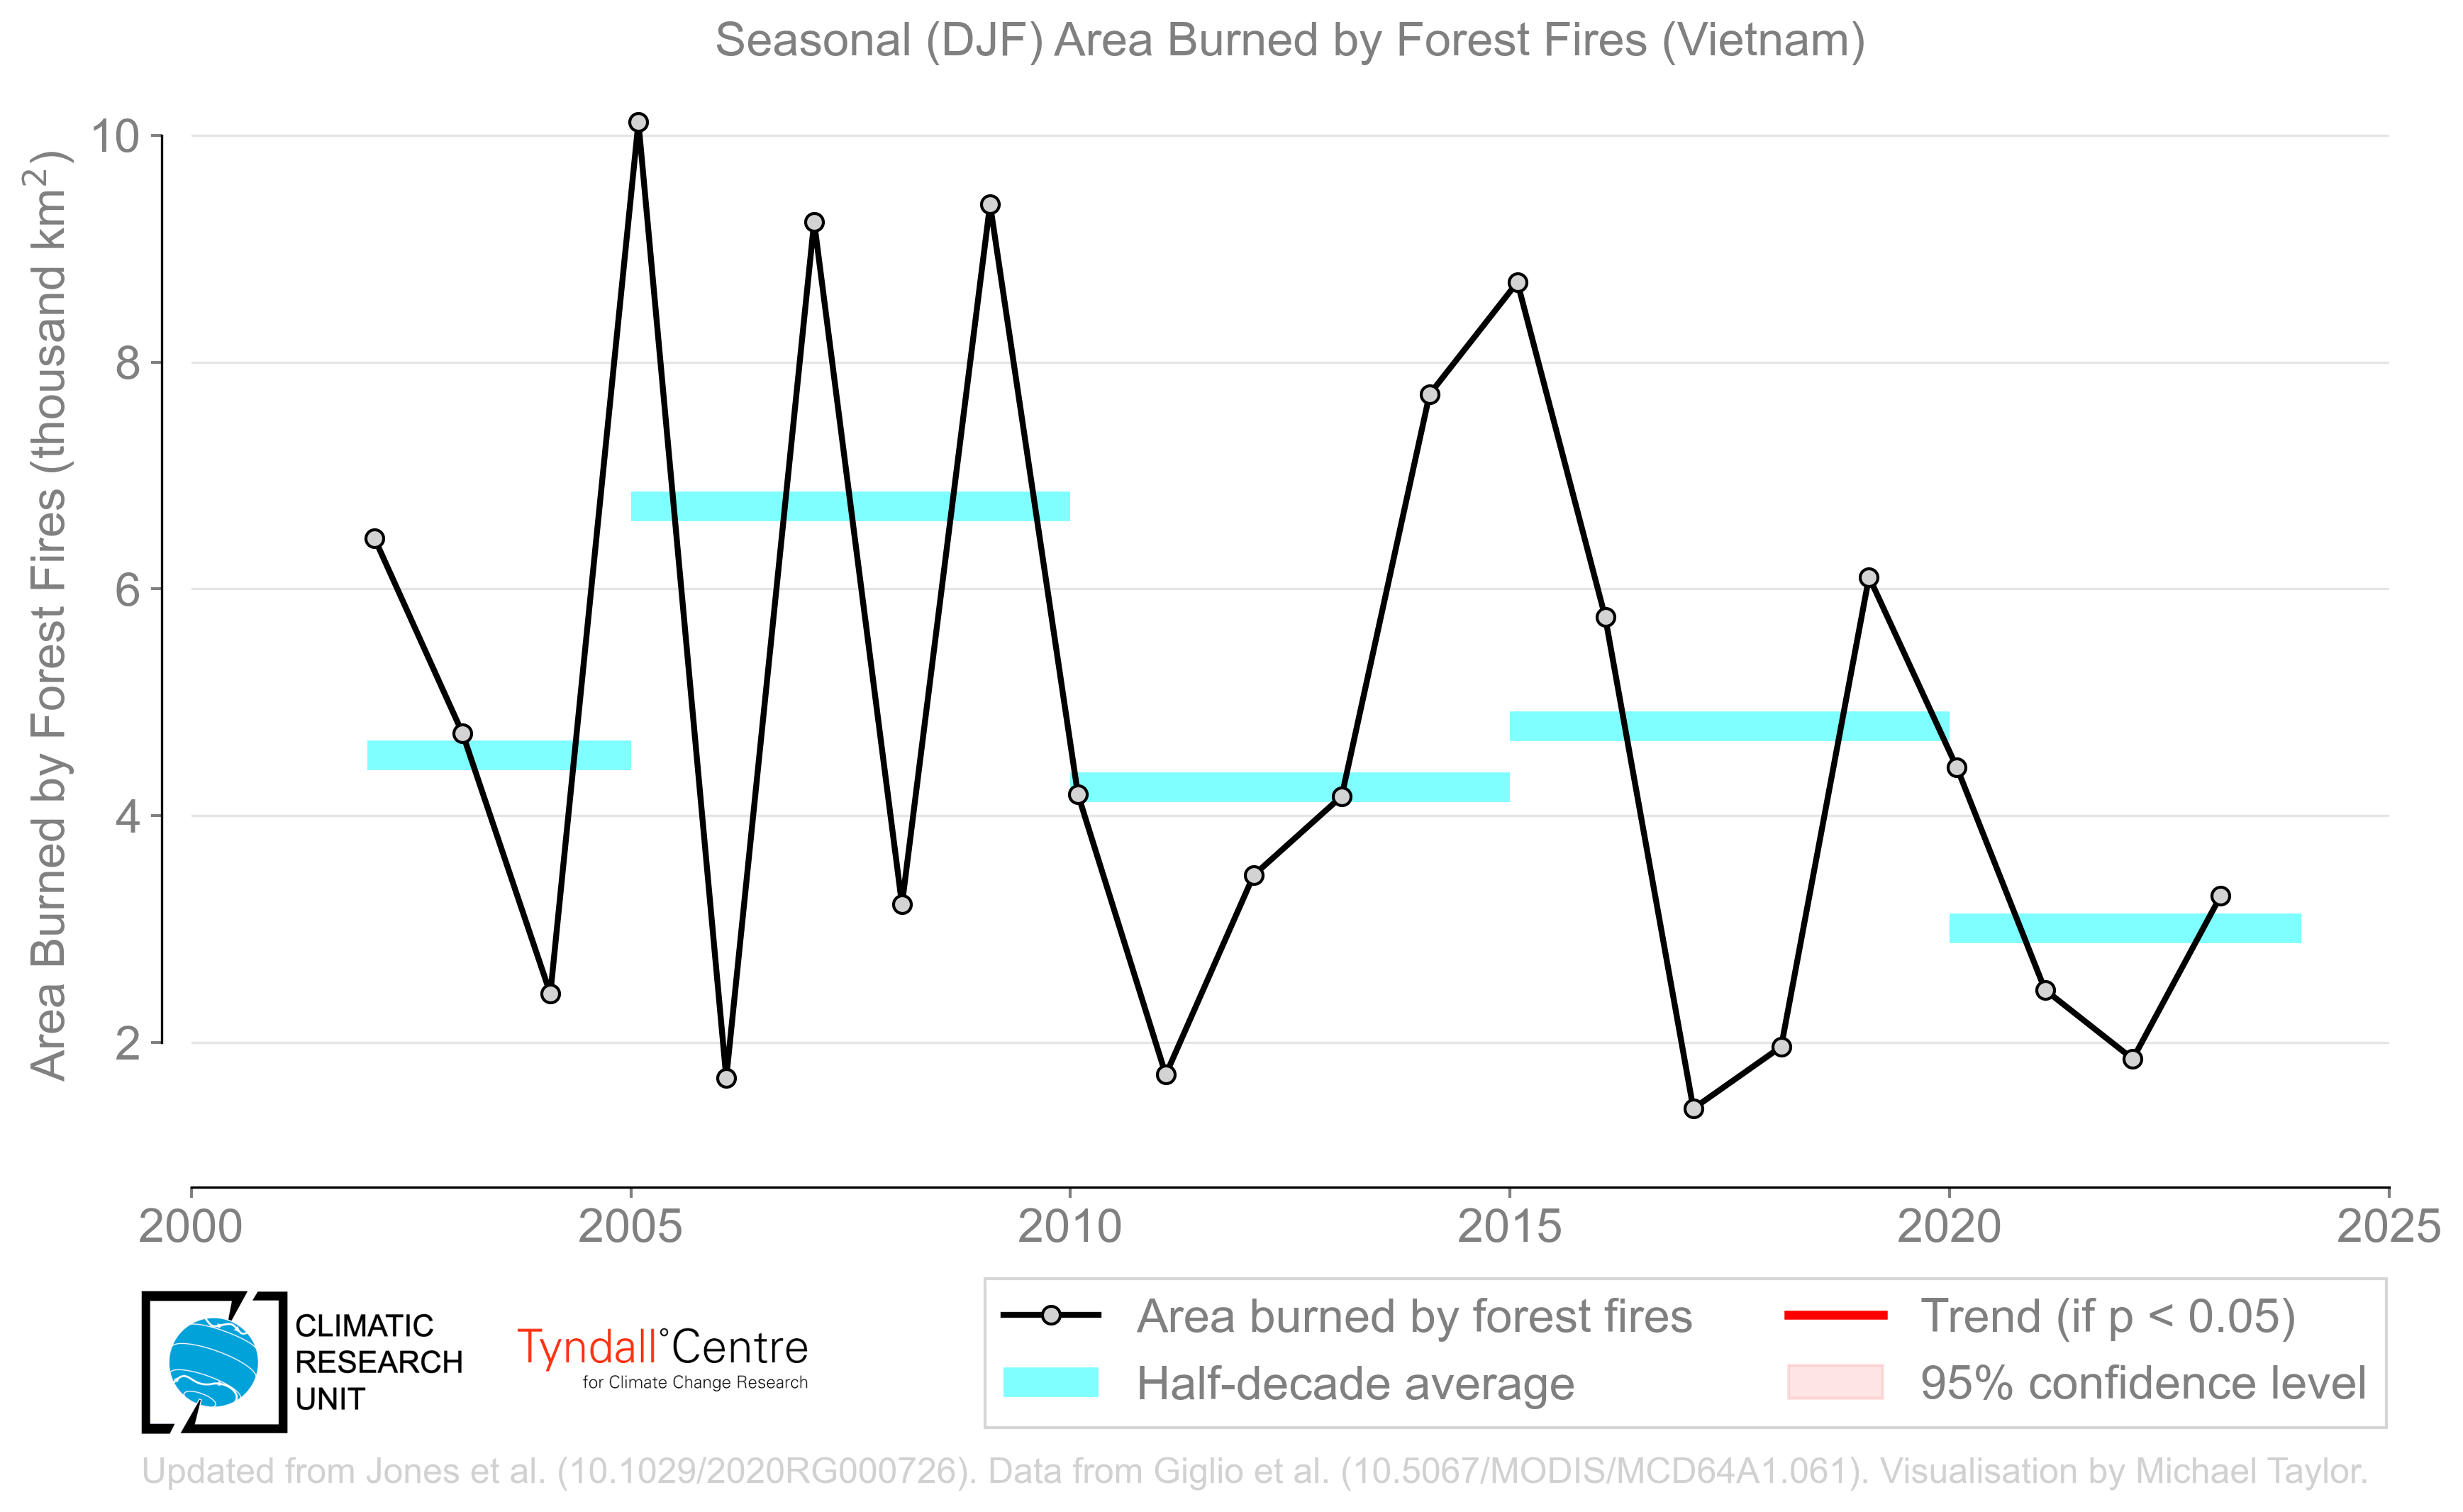 Seasonal (DJF) Area Burned by Forest Fires (Vietnam)
Area Burned by Forest Fires (thousand km²)
10
8
6
4
2
2000 2005 2010 2015 2020 2025
CLIMATIC
RESEARCH
UNIT
Tyndall°Centre
for Climate Change Research
Area burned by forest fires
Half-decade average
Trend (if p < 0.05)
95% confidence level
Updated from Jones et al. (10.1029/2020RG000726). Data from Giglio et al. (10.5067/MODIS/MCD64A1.061). Visualisation by Michael Taylor.